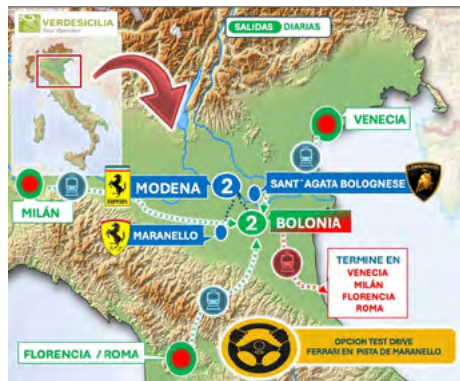 VERDESICILIA
Tour Operator
SALIDAS DIARIAS
VENECIA
MODENA 2
SANT´AGATA BOLOGNESE
MILÁN
MARANELLO
2 BOLONIA
TERMINE EN
VENECIA
MILÁN
FLORENCIA
ROMA
OPCION TEST DRIVE
FERRARI EN PISTA DE MARANELLO
FLORENCIA / ROMA